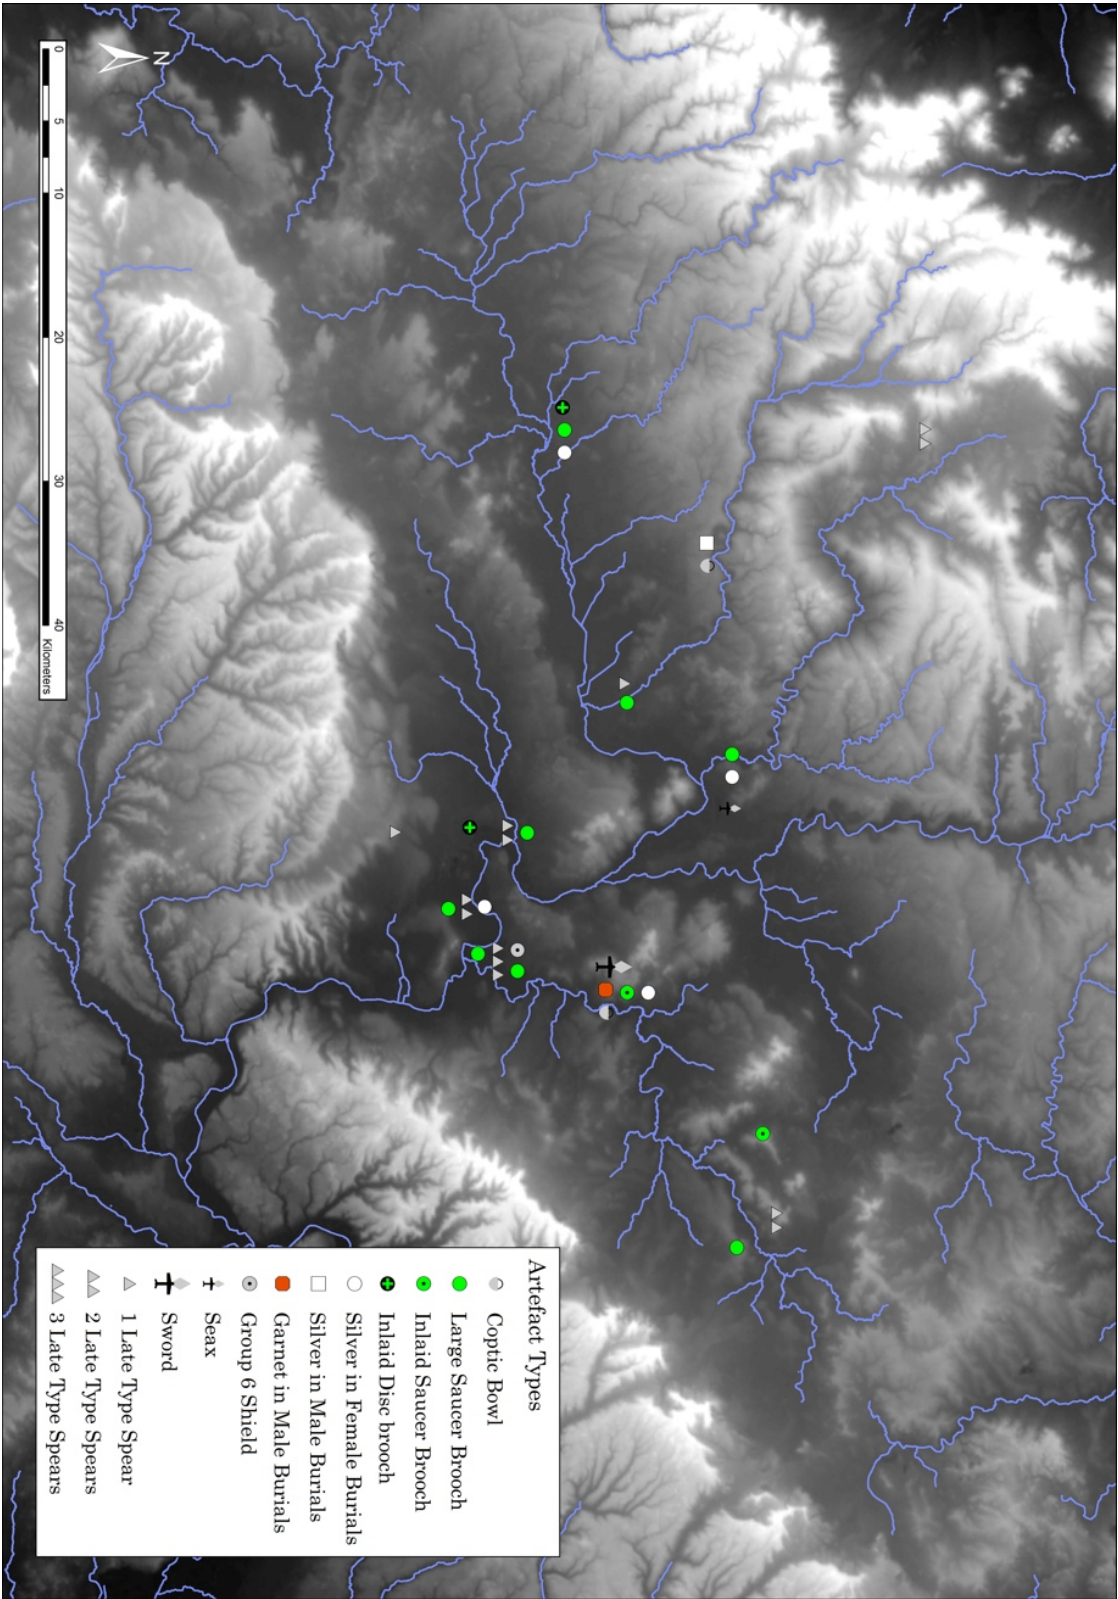 Artefact Types
Coptic Bowl
Large Saucer Brooch
Inlaid Saucer Brooch
Inlaid Disc brooch
Silver in Female Burials
Silver in Male Burials
Garnet in Male Burials
Group 6 Shield
Seax
Sword
1 Late Type Spear
2 Late Type Spears
3 Late Type Spears
N
0 5 10 20 30 40
Kilometers